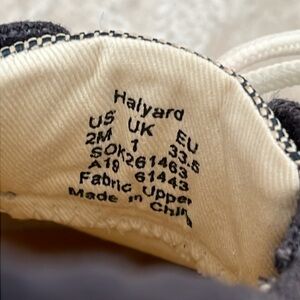 Halyard
US UK EU
2M 1 33.5
SOK261463
A18 61443
Fabric Upper
Made in China